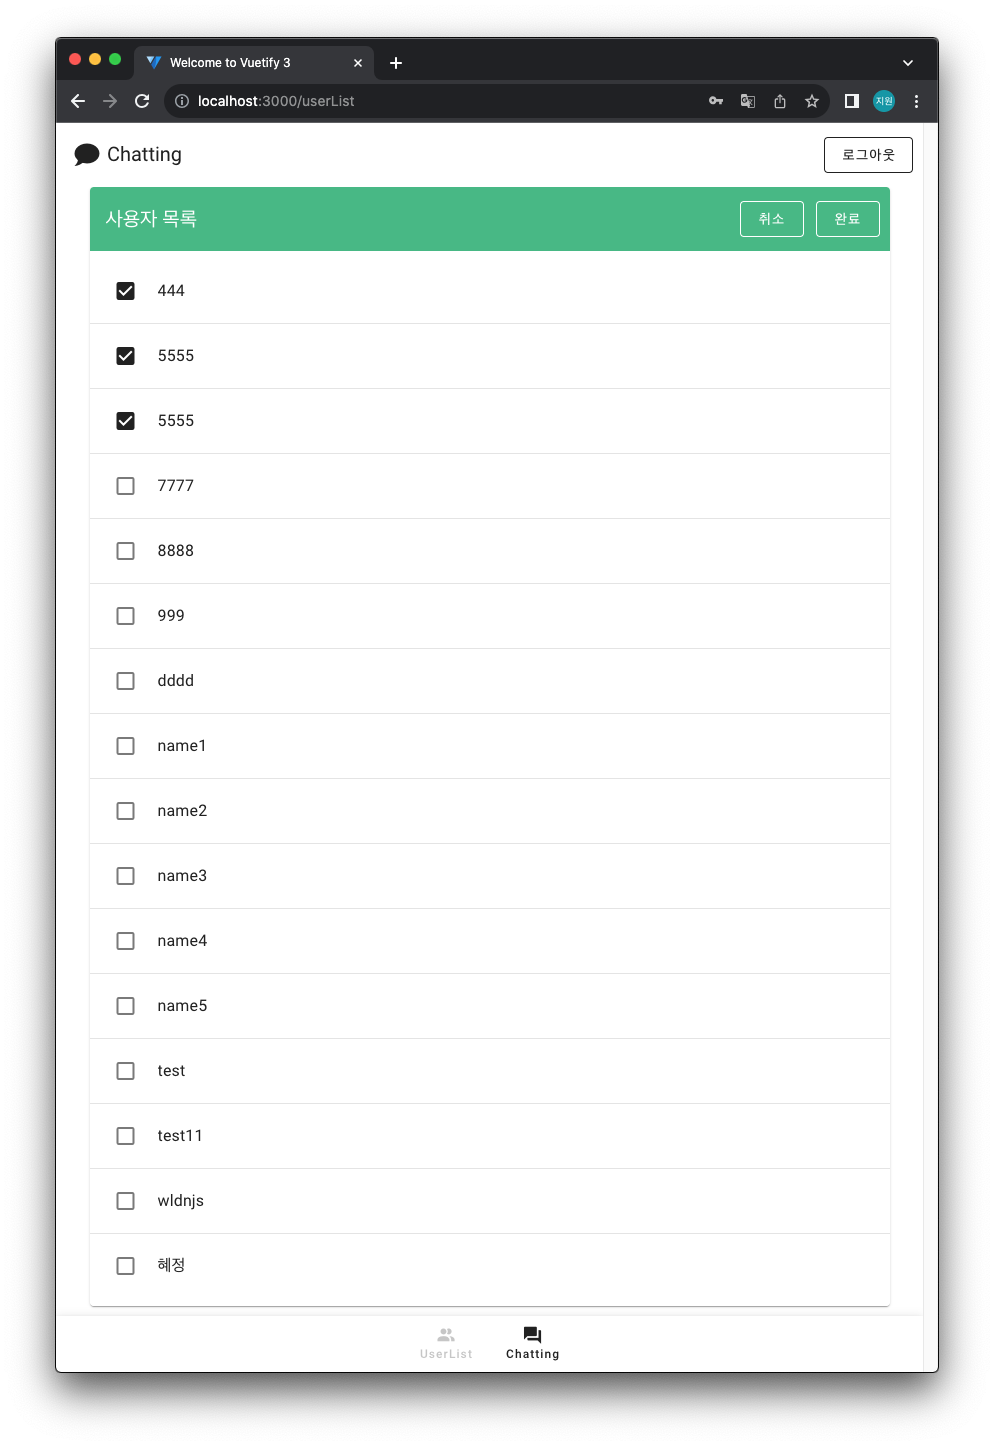 Welcome to Vuetify 3
localhost:3000/userList
지원
Chatting
로그아웃
사용자 목록
취소
완료
444
5555
5555
7777
8888
999
dddd
name1
name2
name3
name4
name5
test
test11
wldnjs
혜정
UserList
Chatting